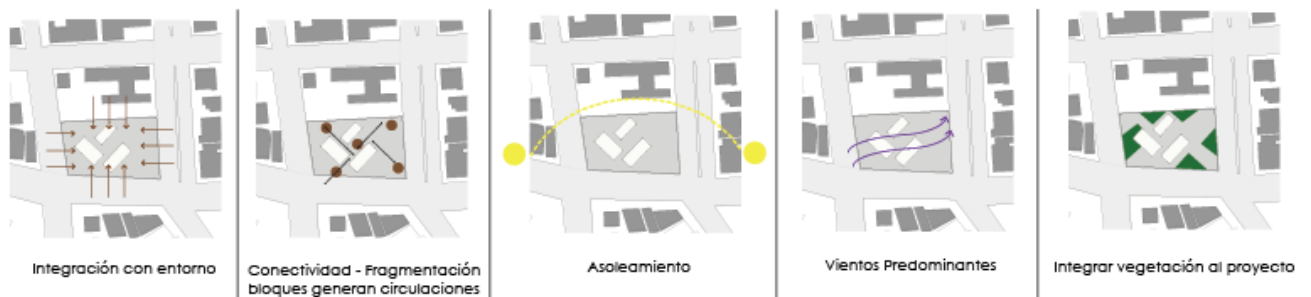 Integración con entorno
Conectividad - Fragmentación
bloques generan circulaciones
Asoleamiento
Vientos Predominantes
Integrar vegetación al proyecto